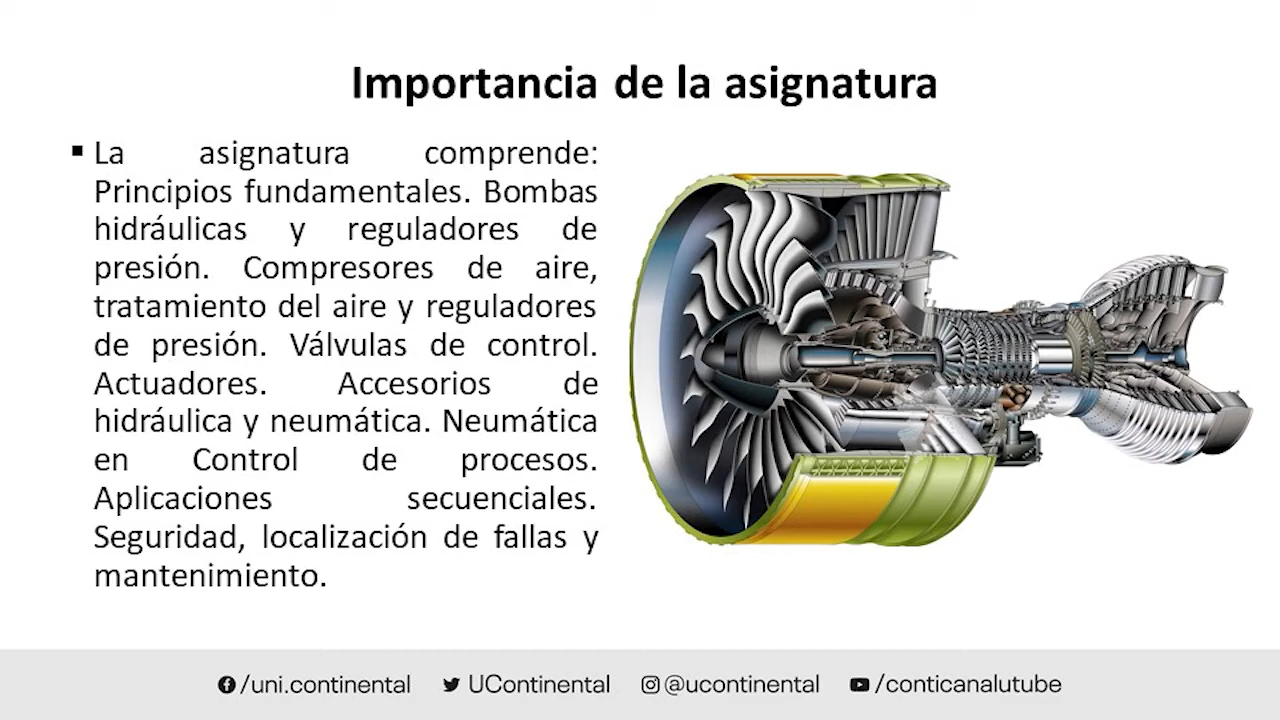 Importancia de la asignatura
▪ La asignatura comprende:
Principios fundamentales. Bombas
hidráulicas y reguladores de
presión. Compresores de aire,
tratamiento del aire y reguladores
de presión. Válvulas de control.
Actuadores. Accesorios de
hidráulica y neumática. Neumática
en Control de procesos.
Aplicaciones secuenciales.
Seguridad, localización de fallas y
mantenimiento.
/uni.continental UContinental @ucontinental /conticanalutube